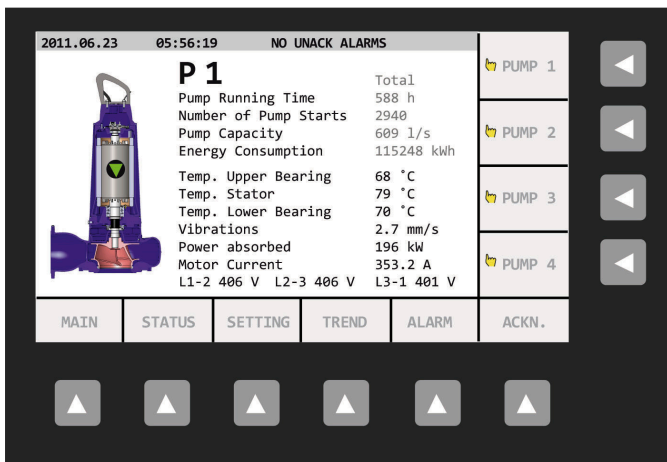 2011.06.23 05:56:19 NO UNACK ALARMS
P 1
Total
Pump Running Time 588 h
Number of Pump Starts 2940
Pump Capacity 609 l/s
Energy Consumption 115248 kWh
Temp. Upper Bearing 68 °C
Temp. Stator 79 °C
Temp. Lower Bearing 70 °C
Vibrations 2.7 mm/s
Power absorbed 196 kW
Motor Current 353.2 A
L1-2 406 V L2-3 406 V L3-1 401 V
PUMP 1
PUMP 2
PUMP 3
PUMP 4
MAIN STATUS SETTING TREND ALARM ACKN.